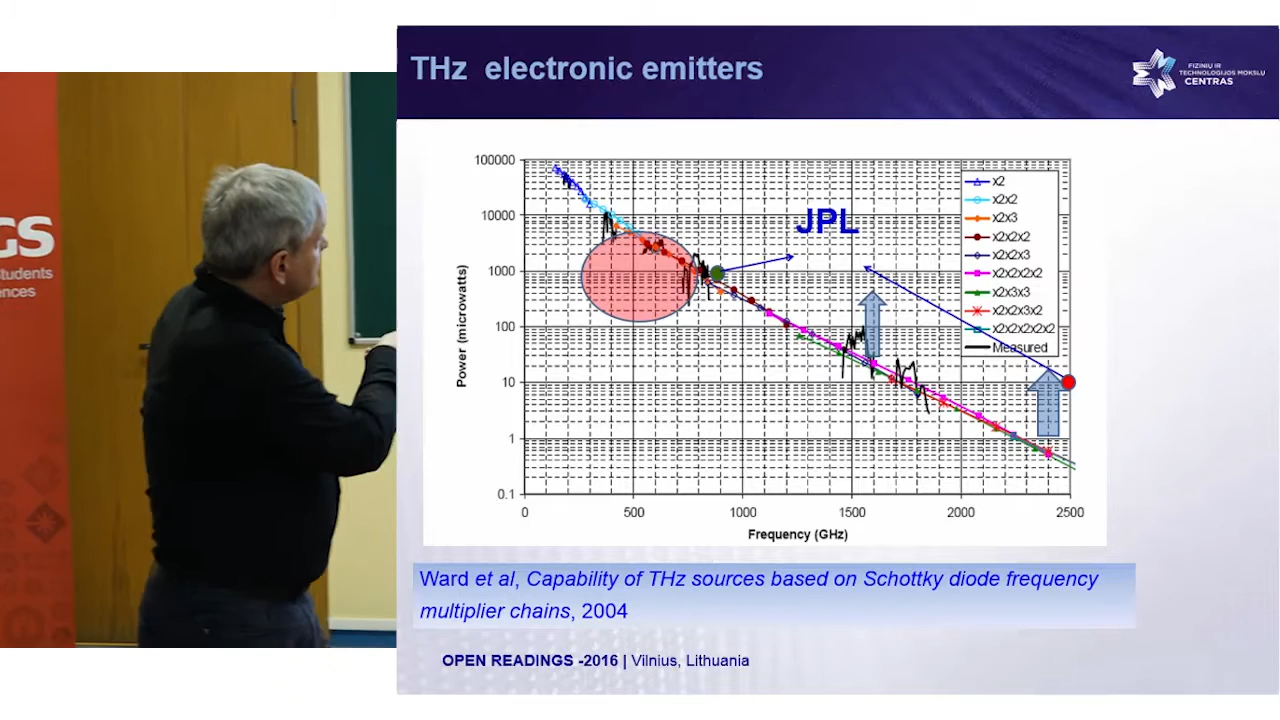 THz electronic emitters
FIZINIŲ IR
TECHNOLOGIJOS MOKSLŲ
CENTRAS
GS
Students
ences
100000
10000
1000
100
10
1
0.1
Power (microwatts)
0
500
1000
1500
2000
2500
Frequency (GHz)
JPL
x2
x2x2
x2x3
x2x2x2
x2x2x3
x2x2x2x2
x2x3x3
x2x2x3x2
x2x2x2x2x2
Measured
Ward et al, Capability of THz sources based on Schottky diode frequency
multiplier chains, 2004
OPEN READINGS -2016 | Vilnius, Lithuania